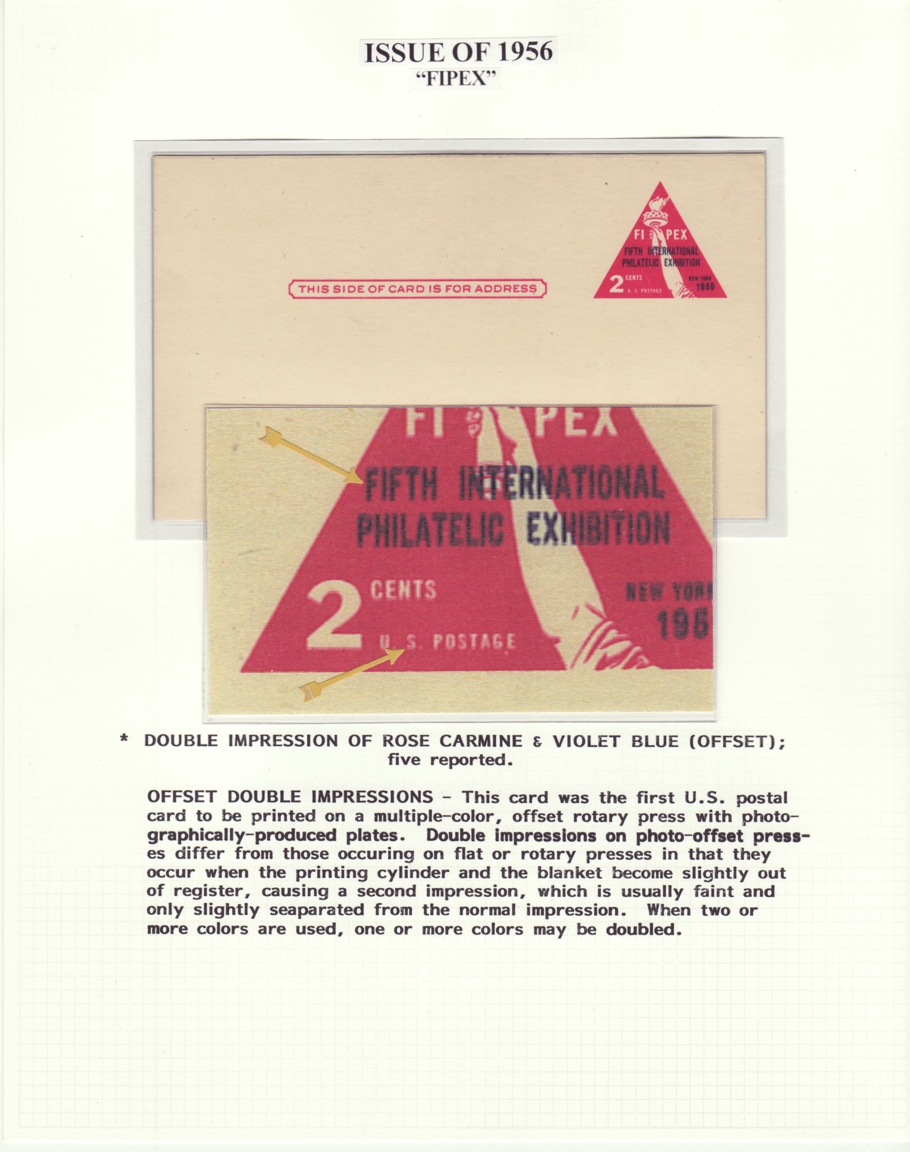 ISSUE OF 1956
“FIPEX”
FI PEX
FIFTH INTERNATIONAL
PHILATELIC EXHIBITION
2 CENTS
U. S. POSTAGE
NEW YORK
1956
THIS SIDE OF CARD IS FOR ADDRESS
FI PEX
FIFTH INTERNATIONAL
PHILATELIC EXHIBITION
2 CENTS
U. S. POSTAGE
NEW YORK
195
* DOUBLE IMPRESSION OF ROSE CARMINE & VIOLET BLUE (OFFSET);
five reported.
OFFSET DOUBLE IMPRESSIONS – This card was the first U.S. postal
card to be printed on a multiple-color, offset rotary press with photo-
graphically-produced plates. Double impressions on photo-offset press-
es differ from those occuring on flat or rotary presses in that they
occur when the printing cylinder and the blanket become slightly out
of register, causing a second impression, which is usually faint and
only slightly seaparated from the normal impression. When two or
more colors are used, one or more colors may be doubled.